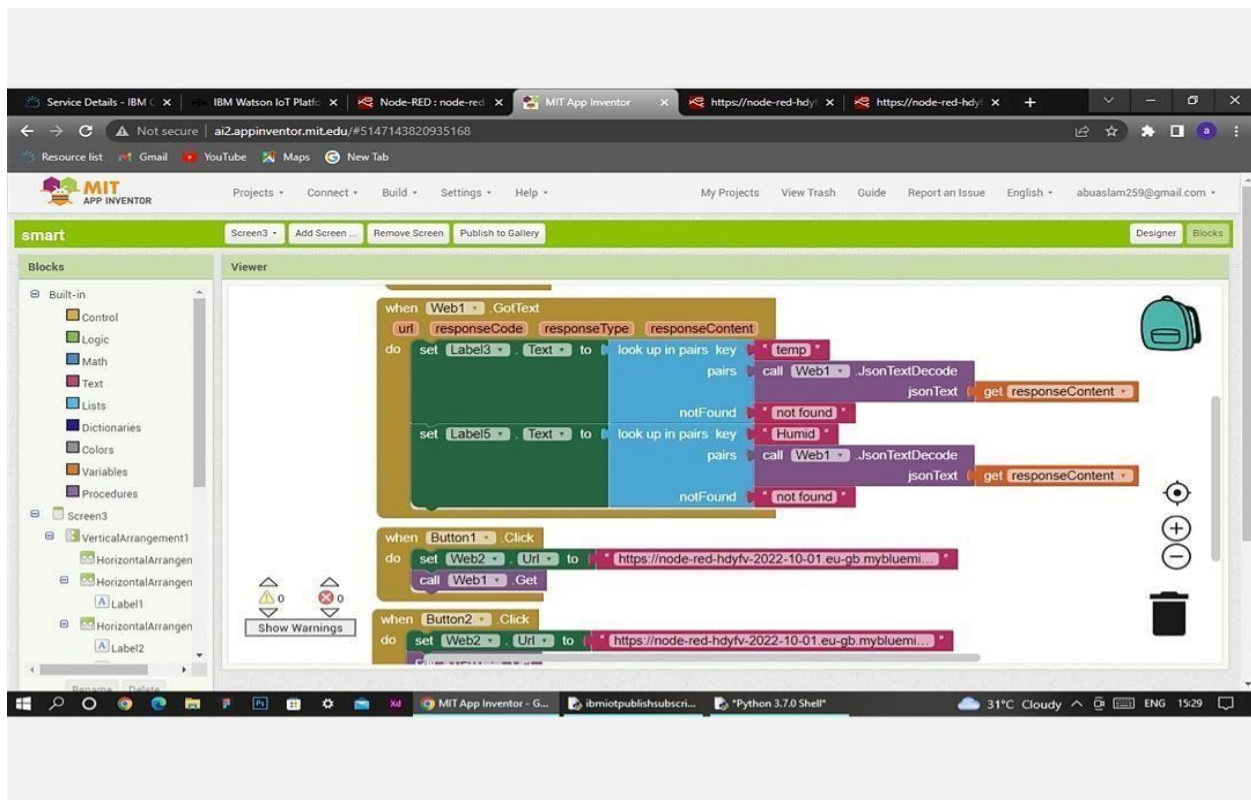 Service Details - IBM C IBM Watson IoT Platfo Node-RED : node-red MIT App Inventor https://node-red-hdyf https://node-red-hdyf
Not secure ai2.appinventor.mit.edu/#5147143820935168 a
Resource list Gmail YouTube Maps New Tab
MIT APP INVENTOR Projects Connect Build Settings Help My Projects View Trash Guide Report an Issue English abuaslam259@gmail.com
smart Screen3 Add Screen ... Remove Screen Publish to Gallery Designer Blocks
Blocks Viewer
Built-in
Control
Logic
Math
Text
Lists
Dictionaries
Colors
Variables
Procedures
Screen3
VerticalArrangement1
HorizontalArrangen
HorizontalArrangen
Label1
HorizontalArrangen
Label2
Rename Delete
when Web1 .GotText
url responseCode responseType responseContent
do set Label3 . Text to look up in pairs key " temp "
pairs call Web1 .JsonTextDecode
jsonText get responseContent
notFound " not found "
set Label5 . Text to look up in pairs key " Humid "
pairs call Web1 .JsonTextDecode
jsonText get responseContent
notFound " not found "
when Button1 .Click
do set Web2 . Url to " https://node-red-hdyfv-2022-10-01.eu-gb.mybluemi... "
call Web1 .Get
when Button2 .Click
do set Web2 . Url to " https://node-red-hdyfv-2022-10-01.eu-gb.mybluemi... "
0 0
Show Warnings
Ps Xd MIT App Inventor - G... ibmiotpublishsubscri... *Python 3.7.0 Shell* 31°C Cloudy ENG 15:29